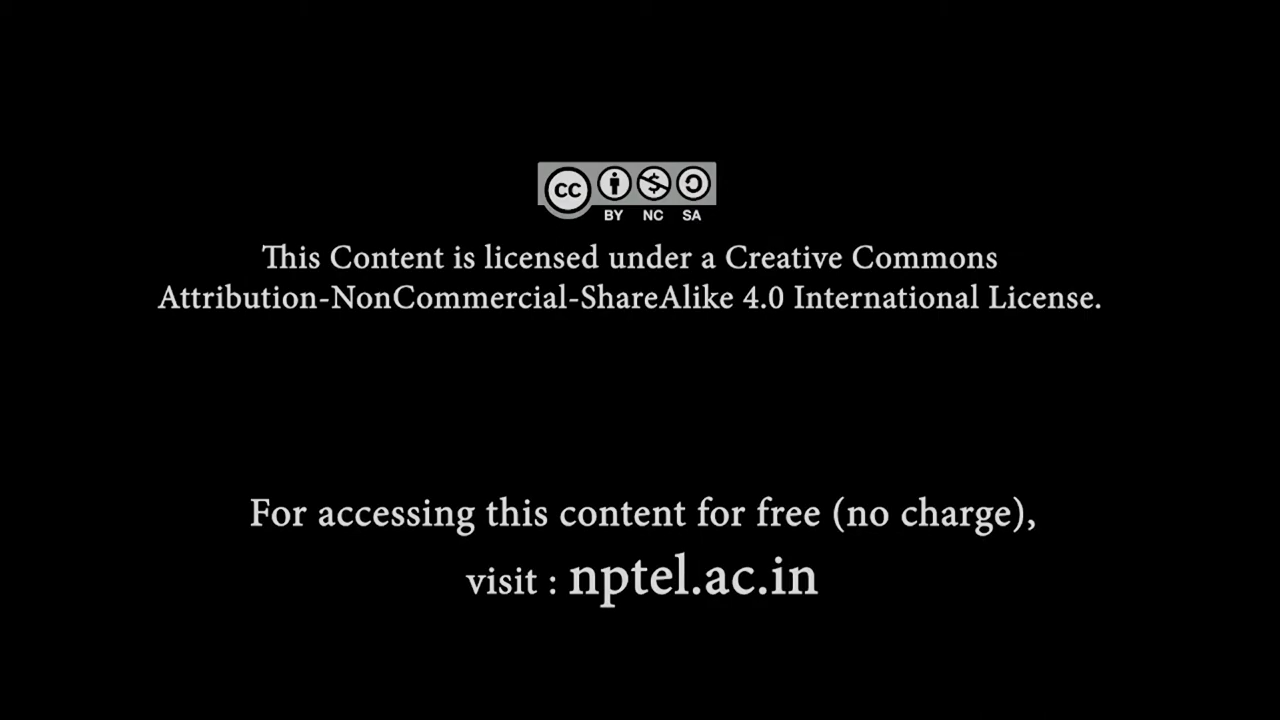 cc
BY NC SA
This Content is licensed under a Creative Commons
Attribution-NonCommercial-ShareAlike 4.0 International License.
For accessing this content for free (no charge),
visit : nptel.ac.in